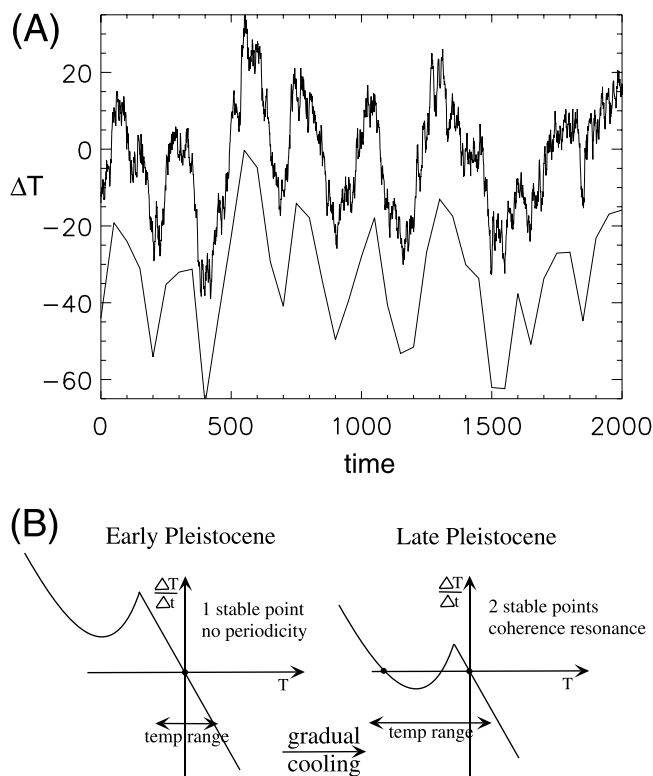 (A)
20
0
ΔT
-20
-40
-60
0 500 1000 1500 2000
time
(B)
Early Pleistocene
Late Pleistocene
ΔT
Δt
1 stable point
no periodicity
T
temp range
gradual
cooling
ΔT
Δt
2 stable points
coherence resonance
T
temp range